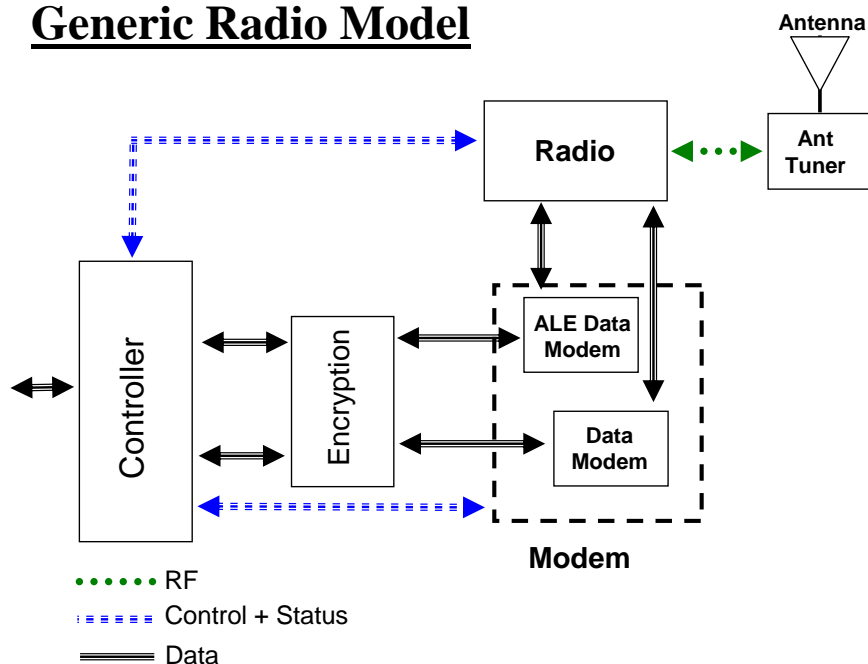 Generic Radio Model
Antenna
Radio
Ant
Tuner
Controller
Encryption
ALE Data
Modem
Data
Modem
Modem
RF
Control + Status
Data